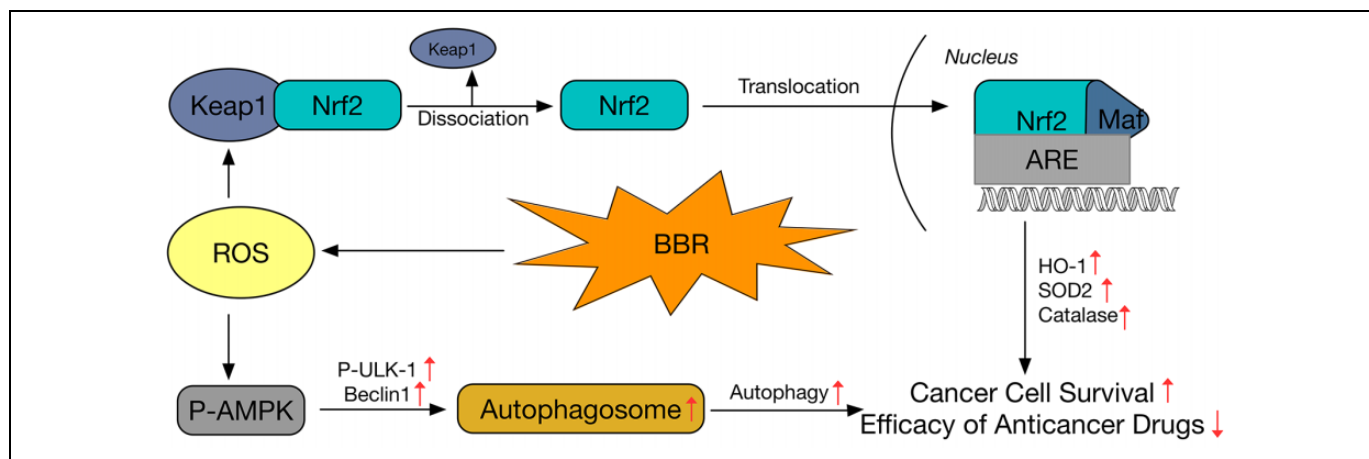 Keap1
Nucleus
Keap1
Nrf2
Dissociation
Nrf2
Translocation
Nrf2
Maf
ARE
ROS
BBR
HO-1↑
SOD2↑
Catalase↑
P-AMPK
P-ULK-1↑
Beclin1↑
Autophagosome↑
Autophagy↑
Cancer Cell Survival↑
Efficacy of Anticancer Drugs↓